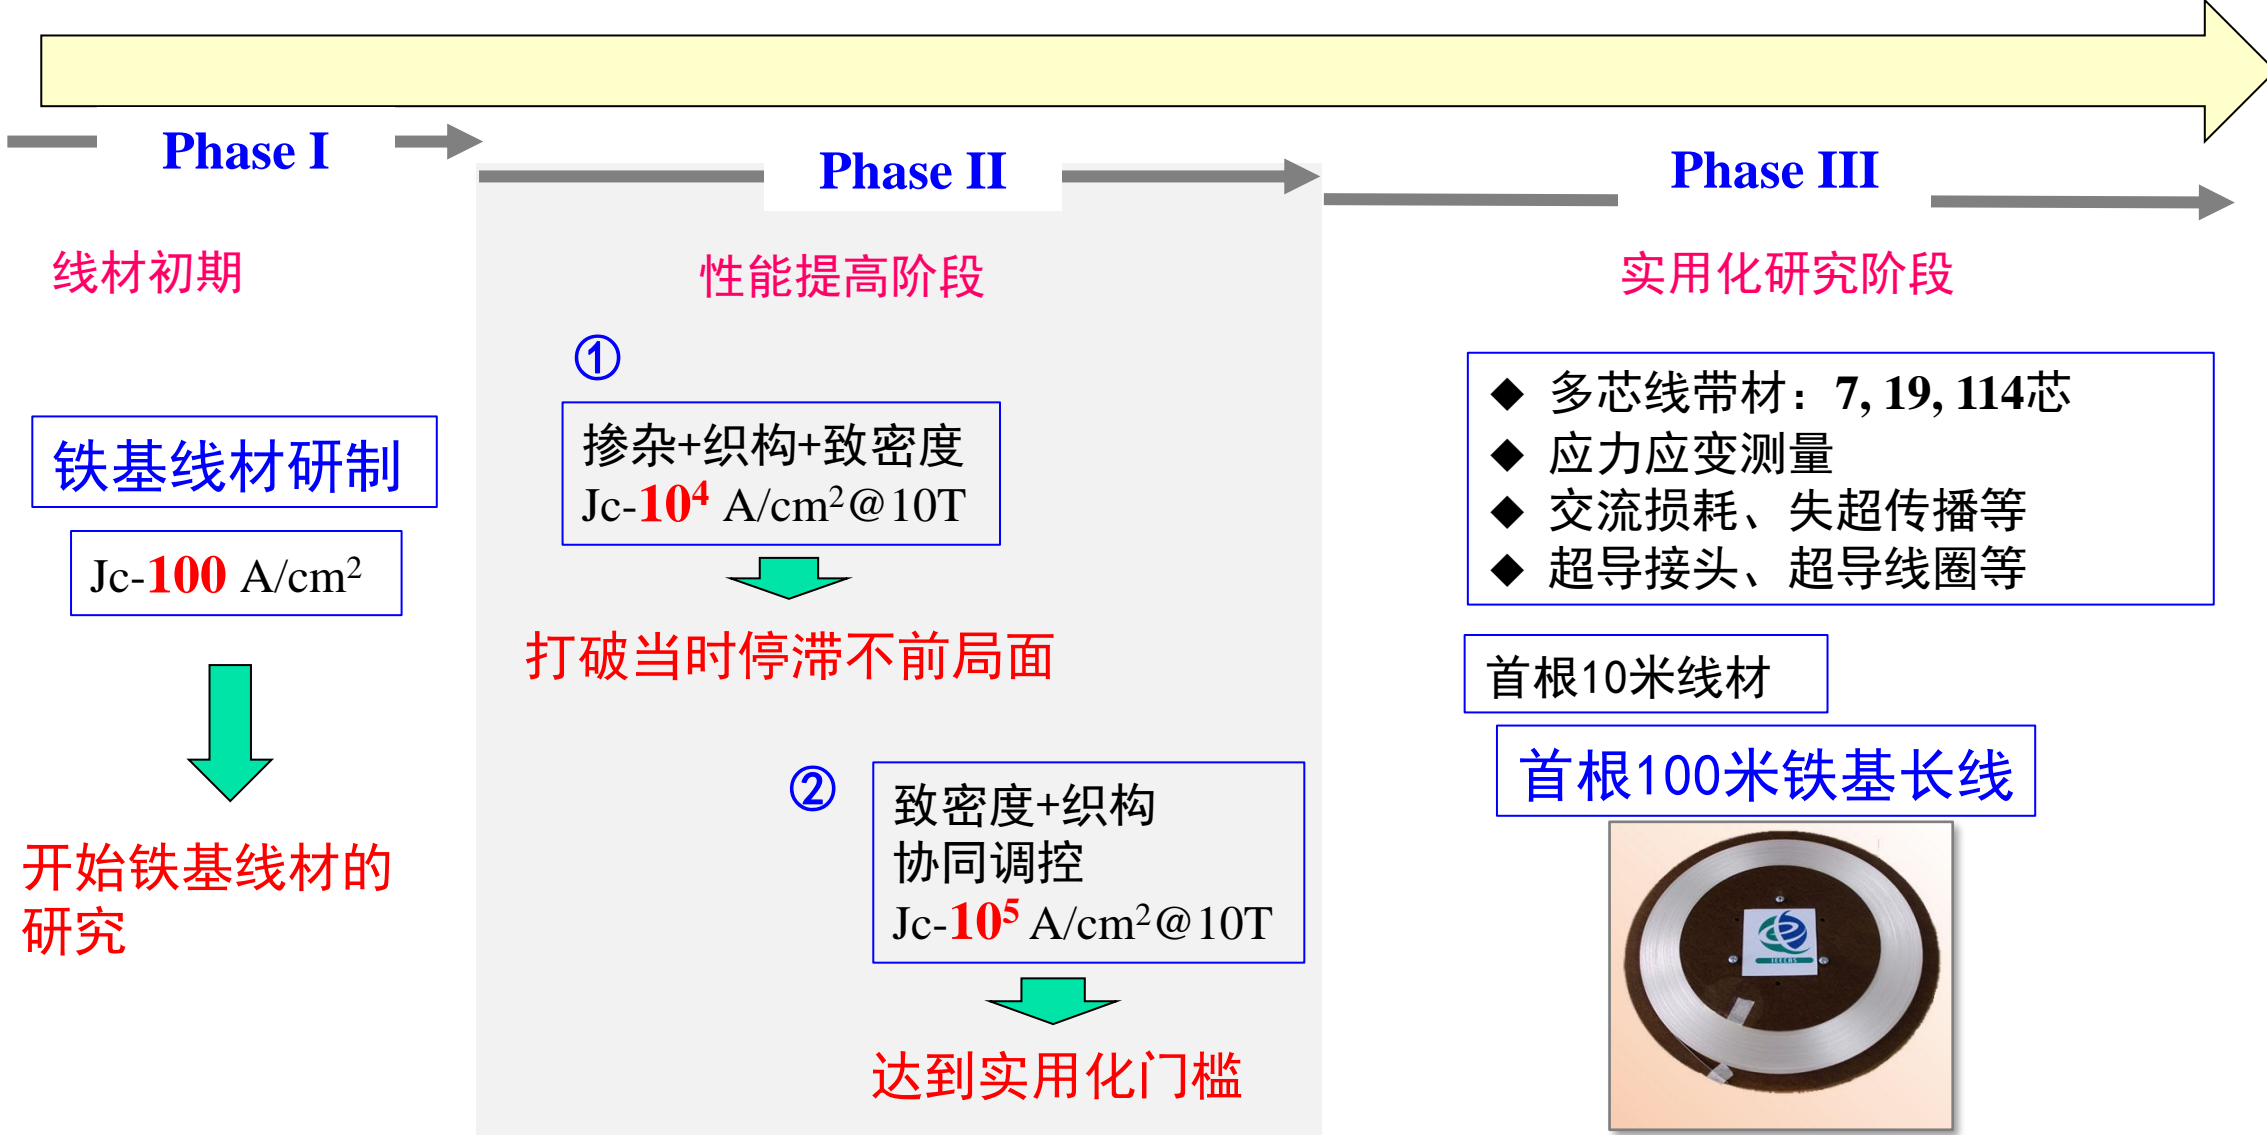 Phase I
线材初期
铁基线材研制
Jc-100 A/cm²
开始铁基线材的
研究
Phase II
性能提高阶段
①
掺杂+织构+致密度
Jc-10⁴ A/cm²@10T
打破当时停滞不前局面
②
致密度+织构
协同调控
Jc-10⁵ A/cm²@10T
达到实用化门槛
Phase III
实用化研究阶段
◆ 多芯线带材：7, 19, 114芯
◆ 应力应变测量
◆ 交流损耗、失超传播等
◆ 超导接头、超导线圈等
首根10米线材
首根100米铁基长线
IEECAS